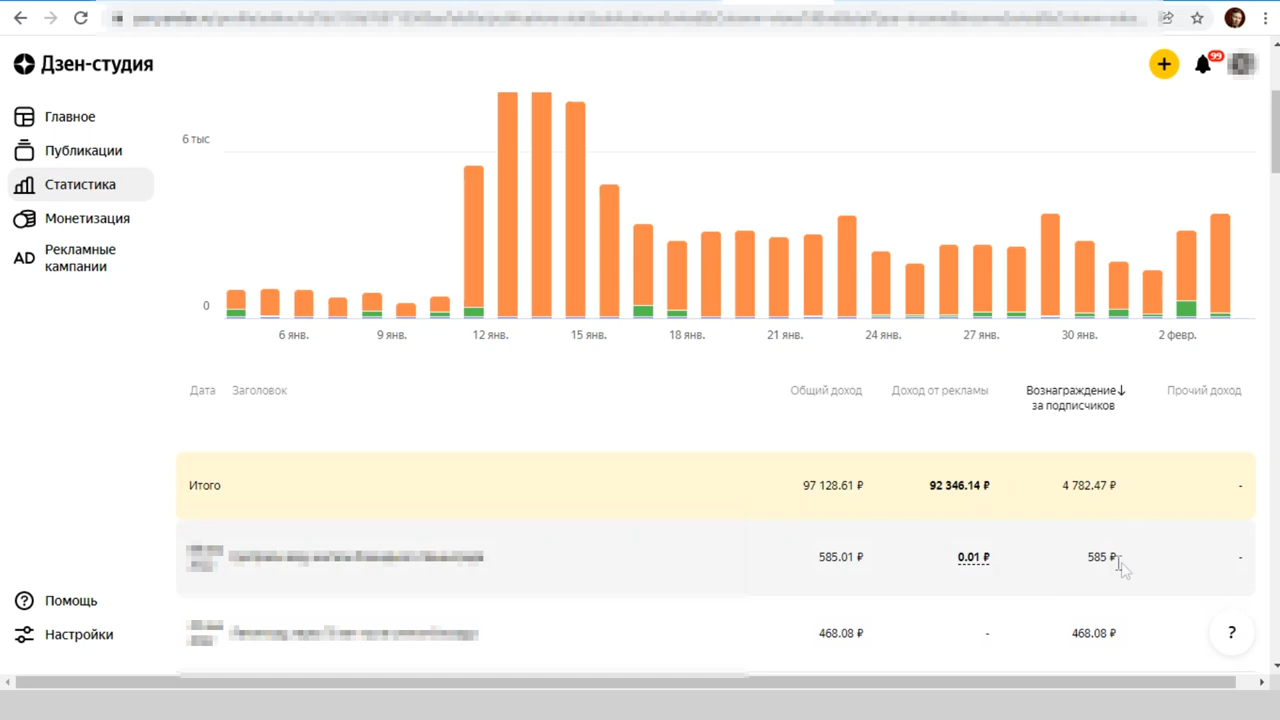 Дзен-студия
99
Главное
Публикации
Статистика
Монетизация
AD Рекламные кампании
6 тыс
0
6 янв. 9 янв. 12 янв. 15 янв. 18 янв. 21 янв. 24 янв. 27 янв. 30 янв. 2 февр.
Дата Заголовок Общий доход Доход от рекламы Вознаграждение↓ Прочий доход
за подписчиков
Итого 97 128.61 ₽ 92 346.14 ₽ 4 782.47 ₽ -
585.01 ₽ 0.01 ₽ 585 ₽ -
468.08 ₽ - 468.08 ₽
Помощь
Настройки
?